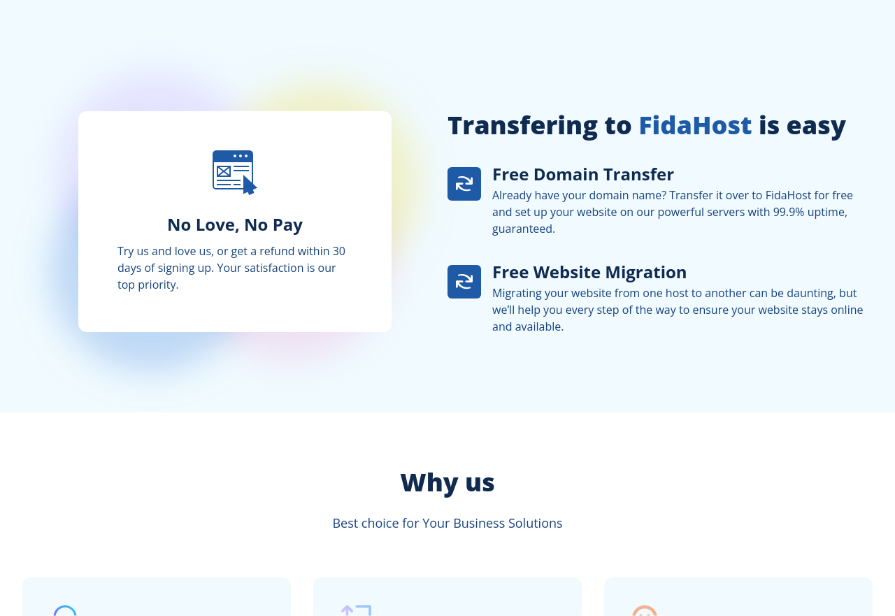 No Love, No Pay
Try us and love us, or get a refund within 30
days of signing up. Your satisfaction is our
top priority.
Transfering to FidaHost is easy
Free Domain Transfer
Already have your domain name? Transfer it over to FidaHost for free
and set up your website on our powerful servers with 99.9% uptime,
guaranteed.
Free Website Migration
Migrating your website from one host to another can be daunting, but
we'll help you every step of the way to ensure your website stays online
and available.
Why us
Best choice for Your Business Solutions